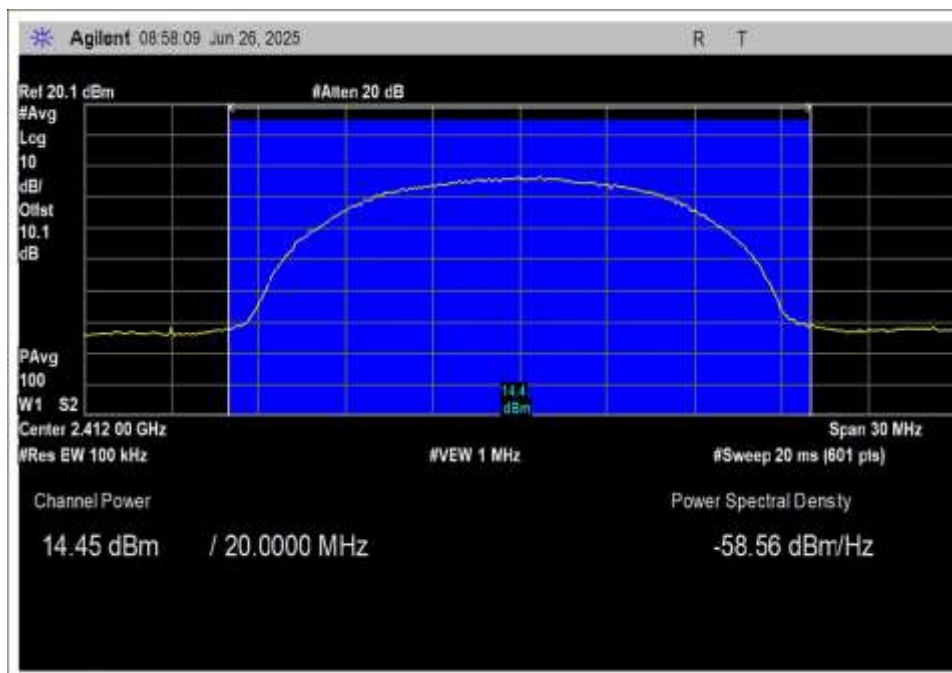 Agilent 08:58:09 Jun 26, 2025 R T
Ref 20.1 dBm #Atten 20 dB
#Avg
Log
10
dB/
Offst
10.1
dB
PAvg
100
W1 S2
14.4
dBm
Center 2.412 00 GHz Span 30 MHz
#Res BW 100 kHz #VBW 1 MHz #Sweep 20 ms (601 pts)
Channel Power Power Spectral Density
14.45 dBm / 20.0000 MHz -58.56 dBm/Hz